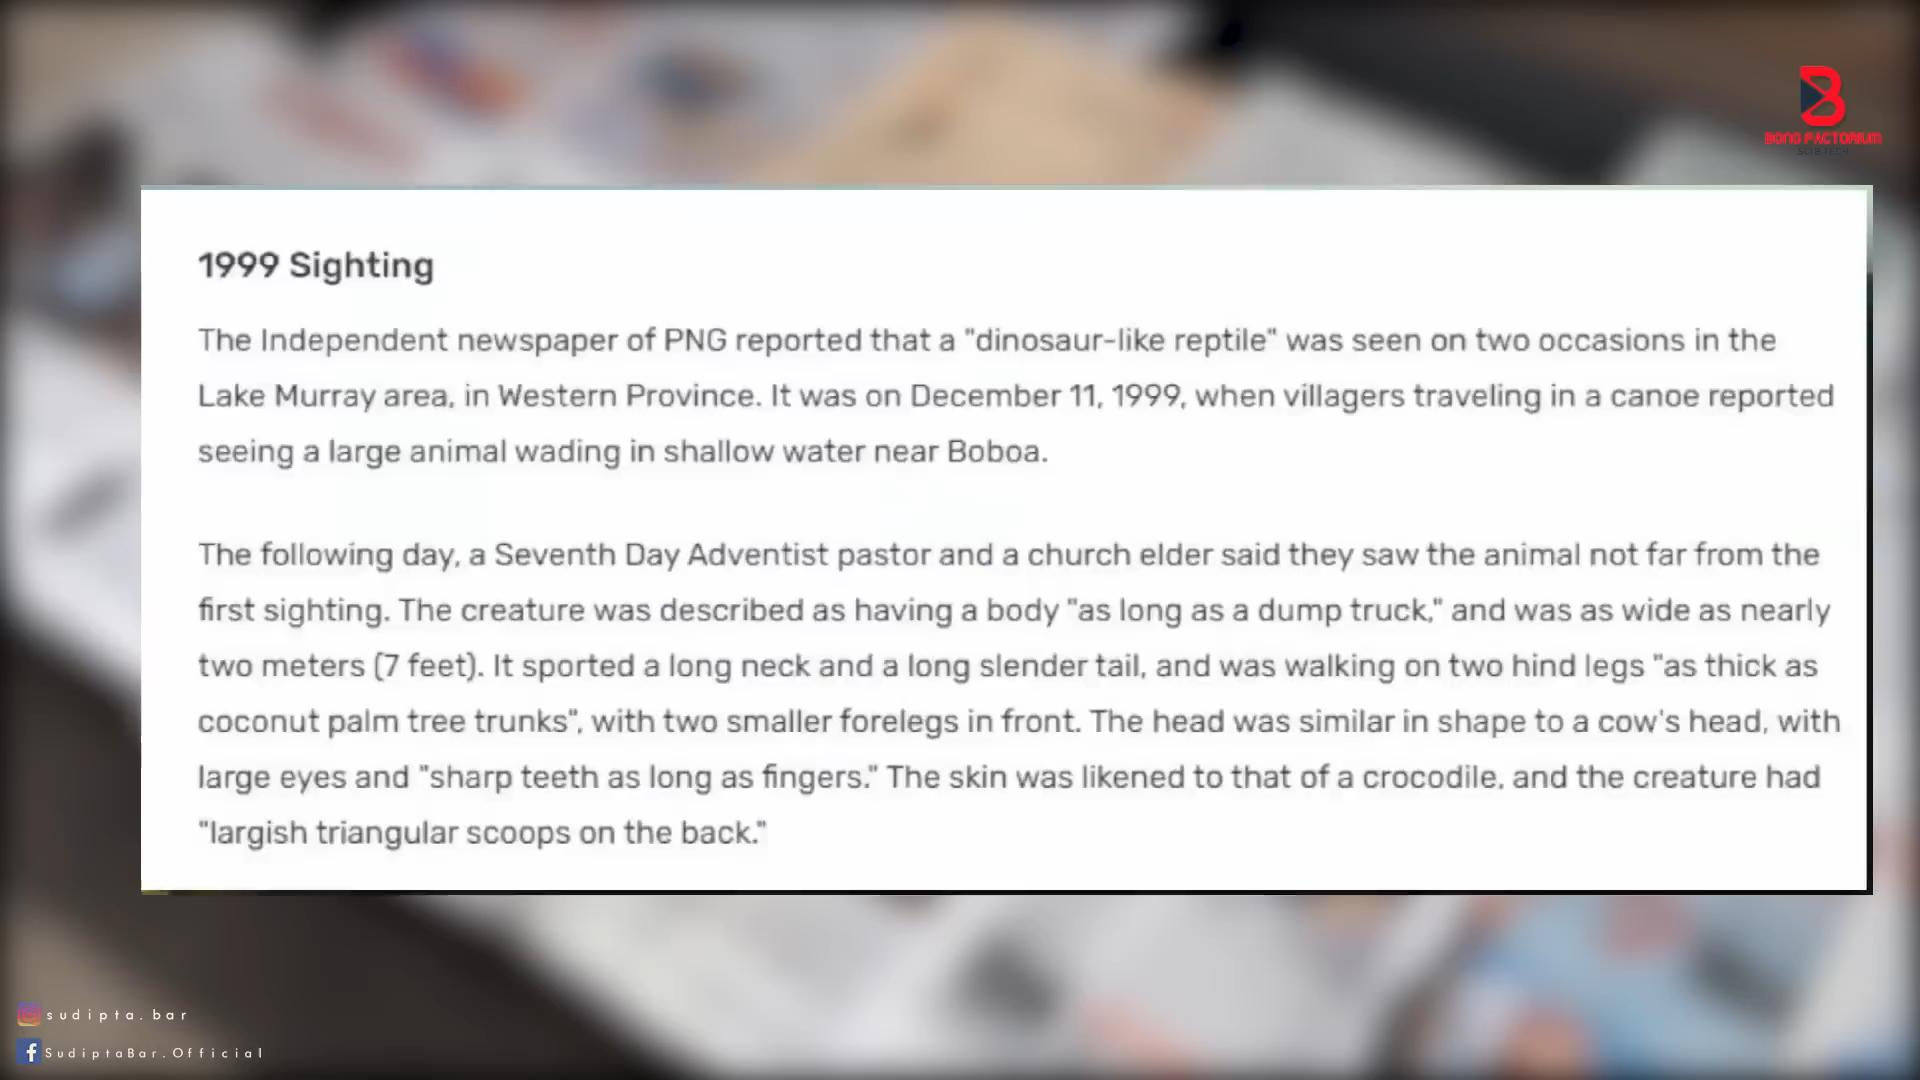 BONG FACTORIUM
1999 Sighting
The Independent newspaper of PNG reported that a "dinosaur-like reptile" was seen on two occasions in the
Lake Murray area, in Western Province. It was on December 11, 1999, when villagers traveling in a canoe reported
seeing a large animal wading in shallow water near Boboa.
The following day, a Seventh Day Adventist pastor and a church elder said they saw the animal not far from the
first sighting. The creature was described as having a body "as long as a dump truck," and was as wide as nearly
two meters (7 feet). It sported a long neck and a long slender tail, and was walking on two hind legs "as thick as
coconut palm tree trunks", with two smaller forelegs in front. The head was similar in shape to a cow's head, with
large eyes and "sharp teeth as long as fingers." The skin was likened to that of a crocodile, and the creature had
"largish triangular scoops on the back."
sudipta.bar
SudiptaBar.Official